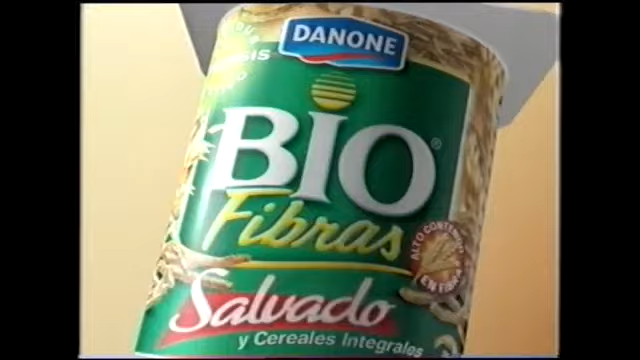 DANONE
BIO
®
Fibras
ALTO CONTENIDO
EN FIBRA
Salvado
y Cereales Integrales